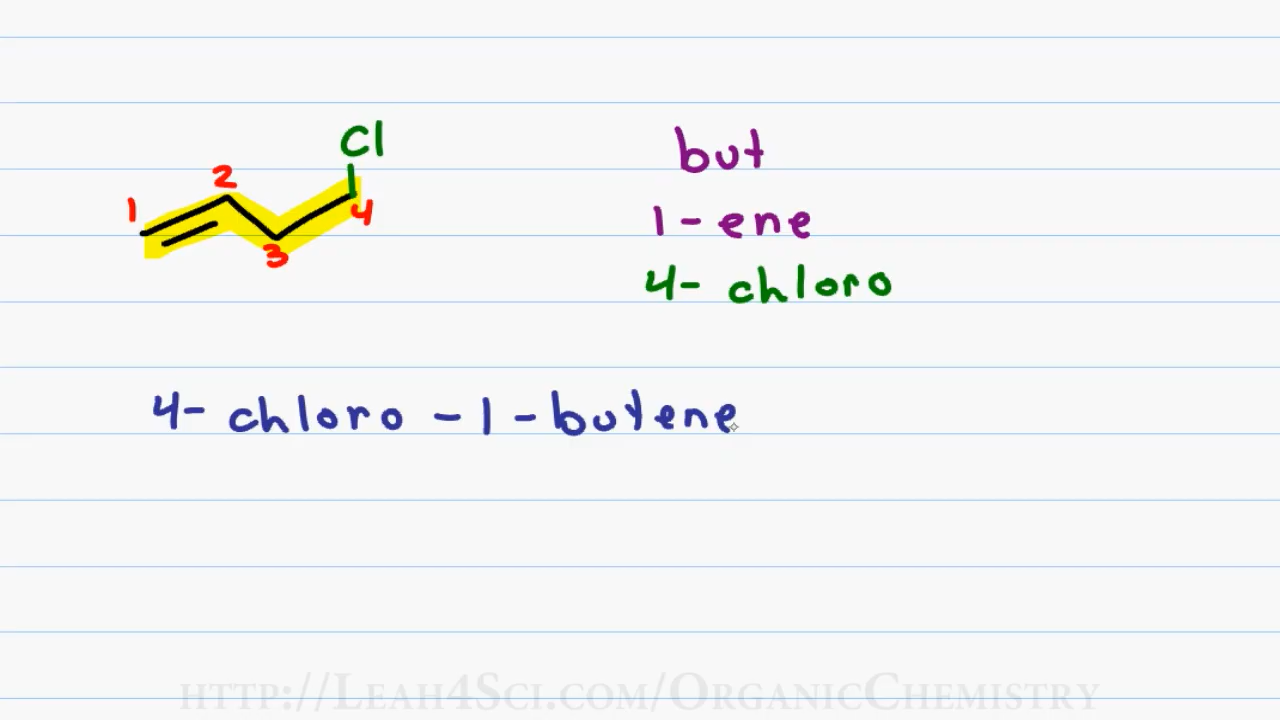 Cl
2
1
4
3
but
1 - ene
4 - chloro
4 - chloro - 1 - butene
http://Leah4Sci.com/OrganicChemistry